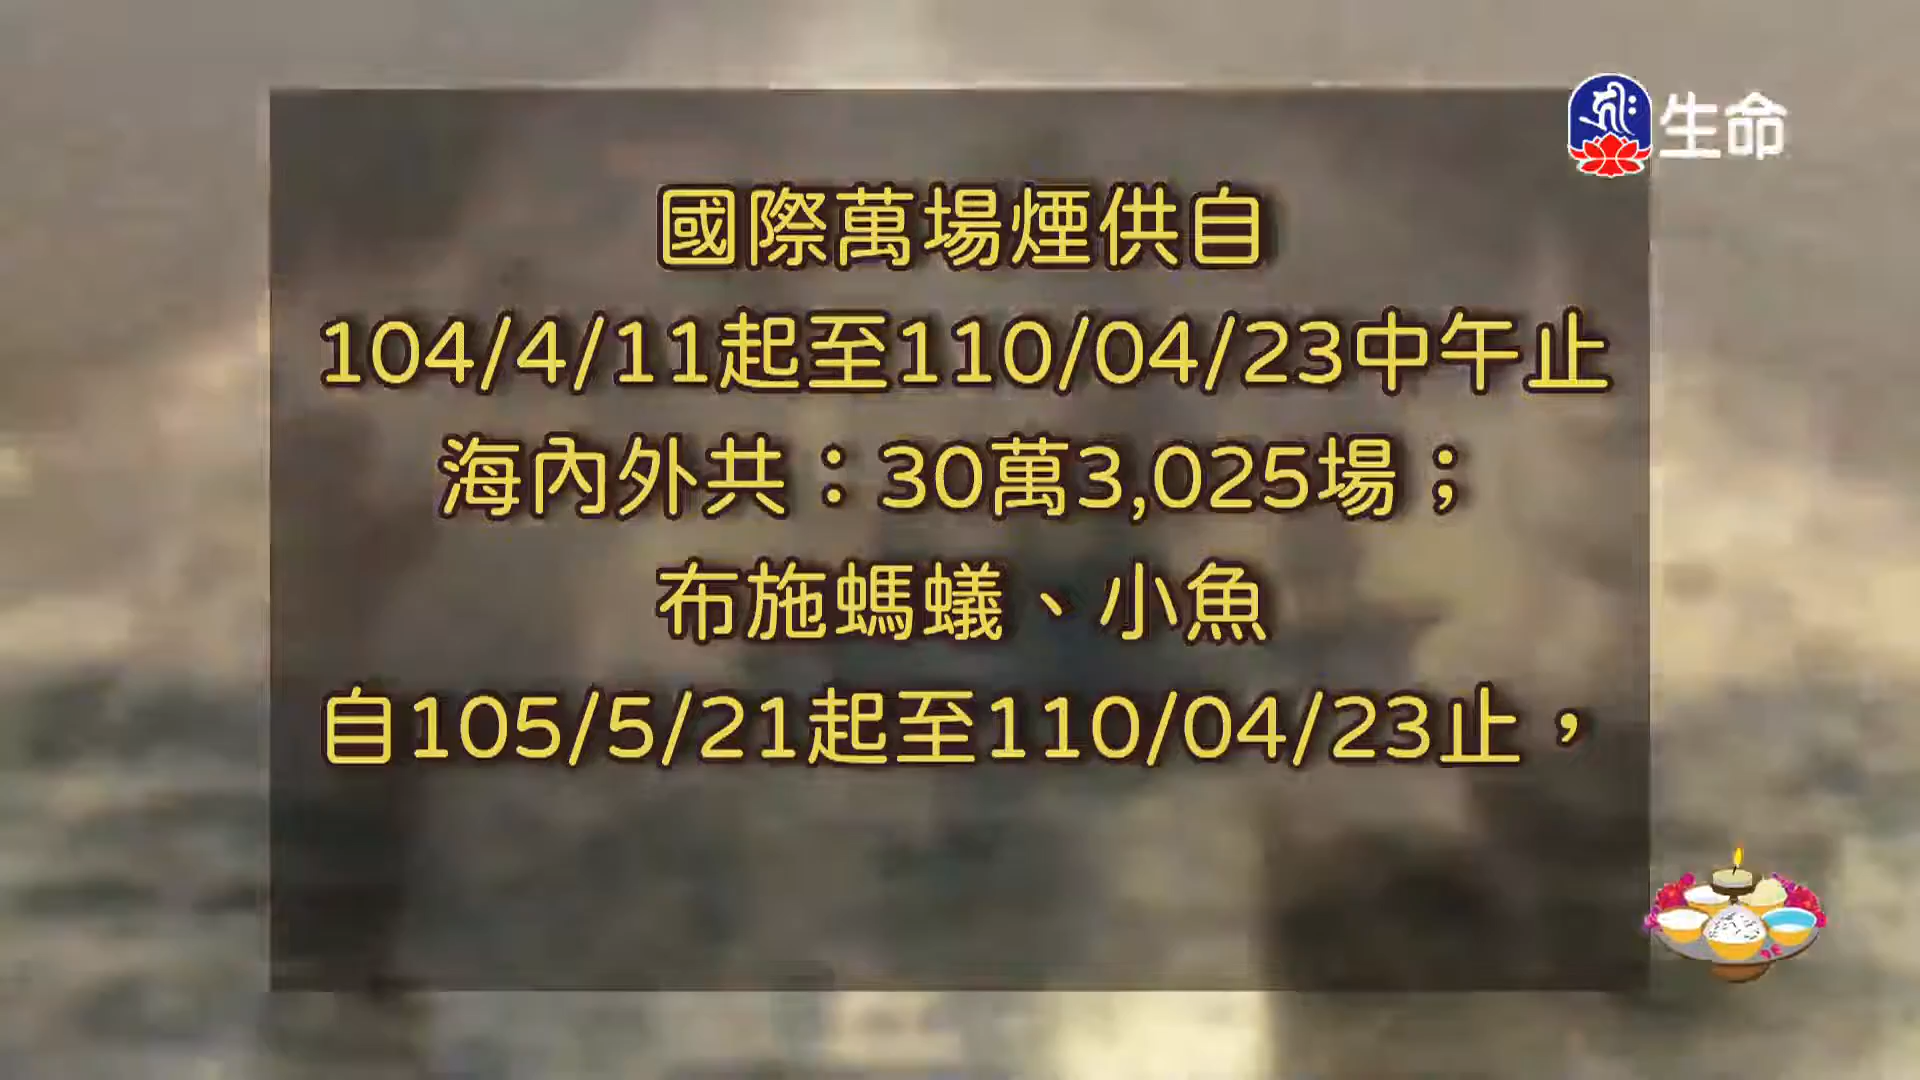 生命
國際萬場煙供自
104/4/11起至110/04/23中午止
海內外共：30萬3,025場；
布施螞蟻、小魚
自105/5/21起至110/04/23止，